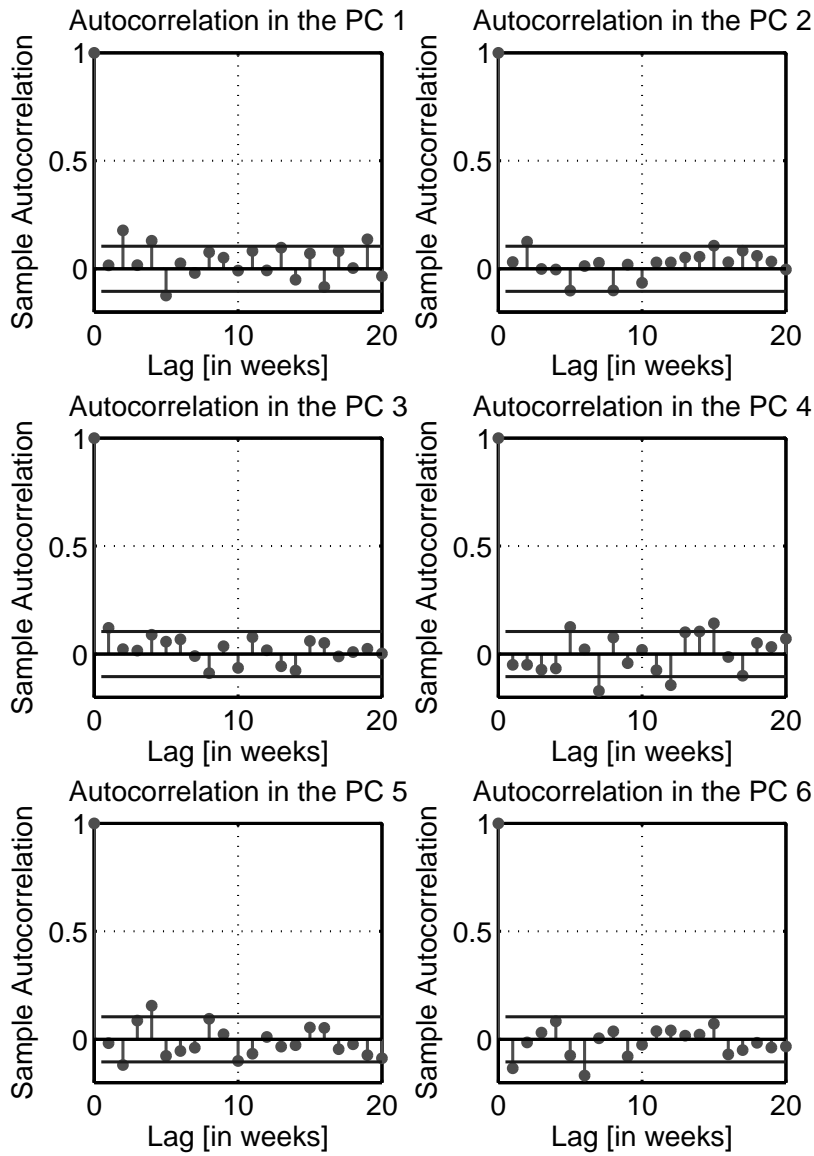 Autocorrelation in the PC 1
Sample Autocorrelation
1
0.5
0
0 10 20
Lag [in weeks]
Autocorrelation in the PC 2
Sample Autocorrelation
1
0.5
0
0 10 20
Lag [in weeks]
Autocorrelation in the PC 3
Sample Autocorrelation
1
0.5
0
0 10 20
Lag [in weeks]
Autocorrelation in the PC 4
Sample Autocorrelation
1
0.5
0
0 10 20
Lag [in weeks]
Autocorrelation in the PC 5
Sample Autocorrelation
1
0.5
0
0 10 20
Lag [in weeks]
Autocorrelation in the PC 6
Sample Autocorrelation
1
0.5
0
0 10 20
Lag [in weeks]